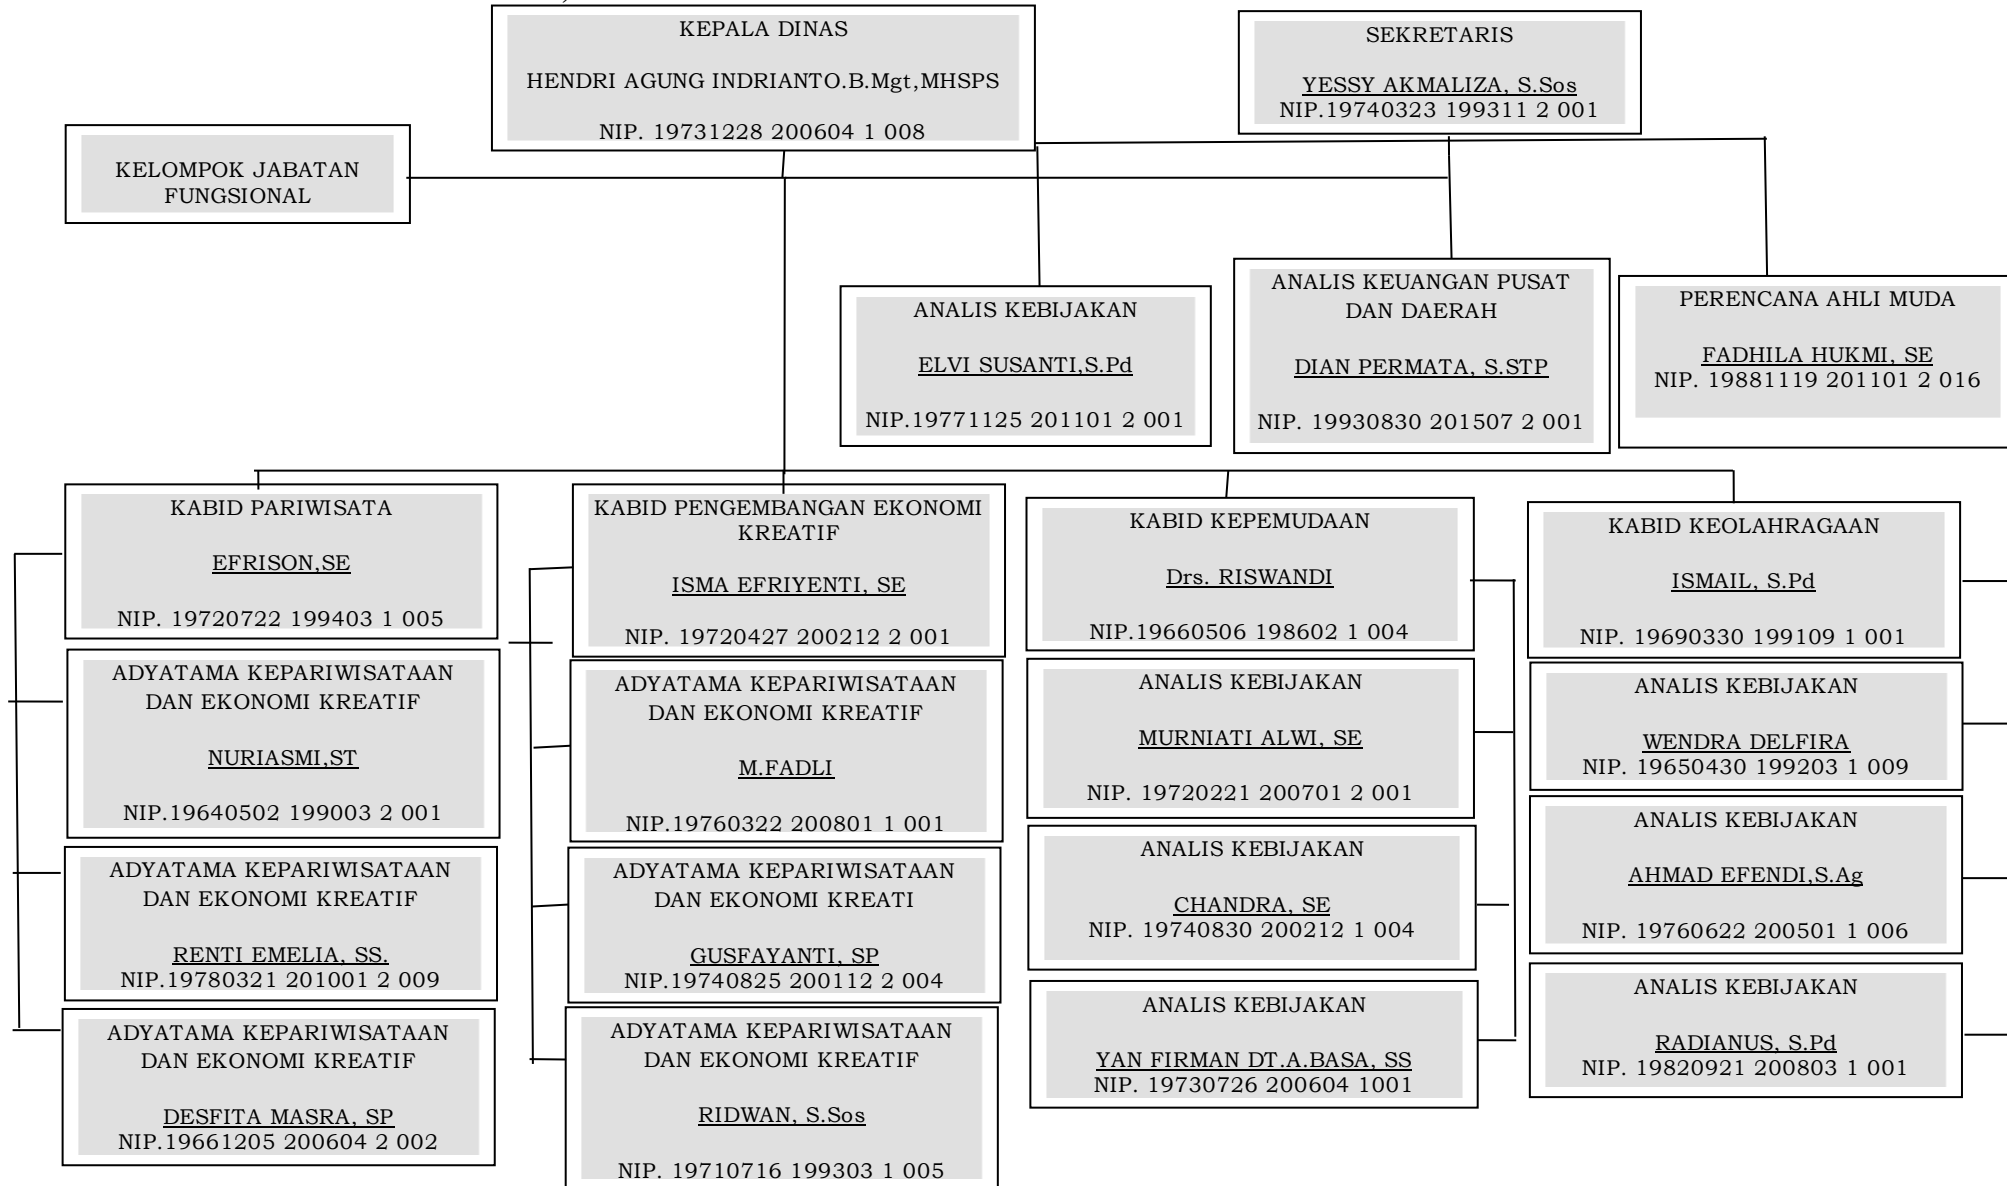 KEPALA DINAS
HENDRI AGUNG INDRIANTO.B.Mgt,MHSPS
NIP. 19731228 200604 1 008
SEKRETARIS
YESSY AKMALIZA, S.Sos
NIP.19740323 199311 2 001
KELOMPOK JABATAN
FUNGSIONAL
ANALIS KEBIJAKAN
ELVI SUSANTI,S.Pd
NIP.19771125 201101 2 001
ANALIS KEUANGAN PUSAT
DAN DAERAH
DIAN PERMATA, S.STP
NIP. 19930830 201507 2 001
PERENCANA AHLI MUDA
FADHILA HUKMI, SE
NIP. 19881119 201101 2 016
KABID PARIWISATA
EFRISON,SE
NIP. 19720722 199403 1 005
ADYATAMA KEPARIWISATAAN
DAN EKONOMI KREATIF
NURIASMI,ST
NIP.19640502 199003 2 001
ADYATAMA KEPARIWISATAAN
DAN EKONOMI KREATIF
RENTI EMELIA, SS.
NIP.19780321 201001 2 009
ADYATAMA KEPARIWISATAAN
DAN EKONOMI KREATIF
DESFITA MASRA, SP
NIP.19661205 200604 2 002
KABID PENGEMBANGAN EKONOMI
KREATIF
ISMA EFRIYENTI, SE
NIP. 19720427 200212 2 001
ADYATAMA KEPARIWISATAAN
DAN EKONOMI KREATIF
M.FADLI
NIP.19760322 200801 1 001
ADYATAMA KEPARIWISATAAN
DAN EKONOMI KREATI
GUSFAYANTI, SP
NIP.19740825 200112 2 004
ADYATAMA KEPARIWISATAAN
DAN EKONOMI KREATIF
RIDWAN, S.Sos
NIP. 19710716 199303 1 005
KABID KEPEMUDAAN
Drs. RISWANDI
NIP.19660506 198602 1 004
ANALIS KEBIJAKAN
MURNIATI ALWI, SE
NIP. 19720221 200701 2 001
ANALIS KEBIJAKAN
CHANDRA, SE
NIP. 19740830 200212 1 004
ANALIS KEBIJAKAN
YAN FIRMAN DT.A.BASA, SS
NIP. 19730726 200604 1001
KABID KEOLAHRAGAAN
ISMAIL, S.Pd
NIP. 19690330 199109 1 001
ANALIS KEBIJAKAN
WENDRA DELFIRA
NIP. 19650430 199203 1 009
ANALIS KEBIJAKAN
AHMAD EFENDI,S.Ag
NIP. 19760622 200501 1 006
ANALIS KEBIJAKAN
RADIANUS, S.Pd
NIP. 19820921 200803 1 001